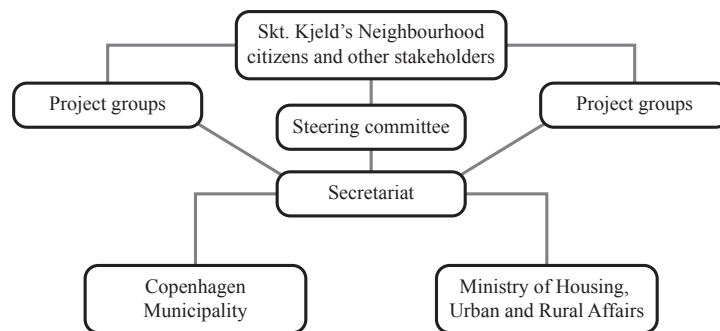 Skt. Kjeld’s Neighbourhood
citizens and other stakeholders
Project groups
Project groups
Steering committee
Secretariat
Copenhagen
Municipality
Ministry of Housing,
Urban and Rural Affairs